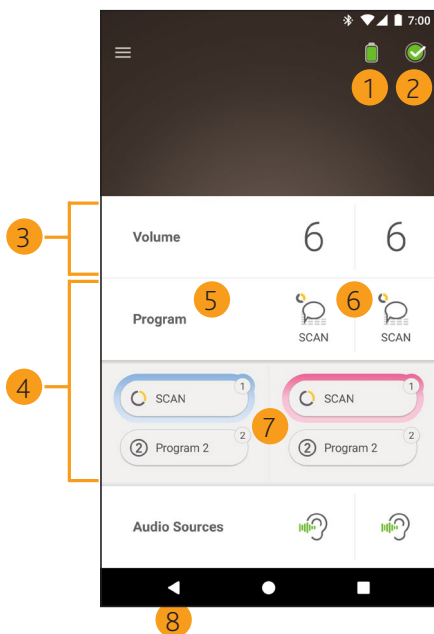 7:00
1 2
3 Volume 6 6
5 6
Program
SCAN SCAN
4
SCAN 1 SCAN 1
7
2 Program 2 2 2 Program 2 2
Audio Sources
8